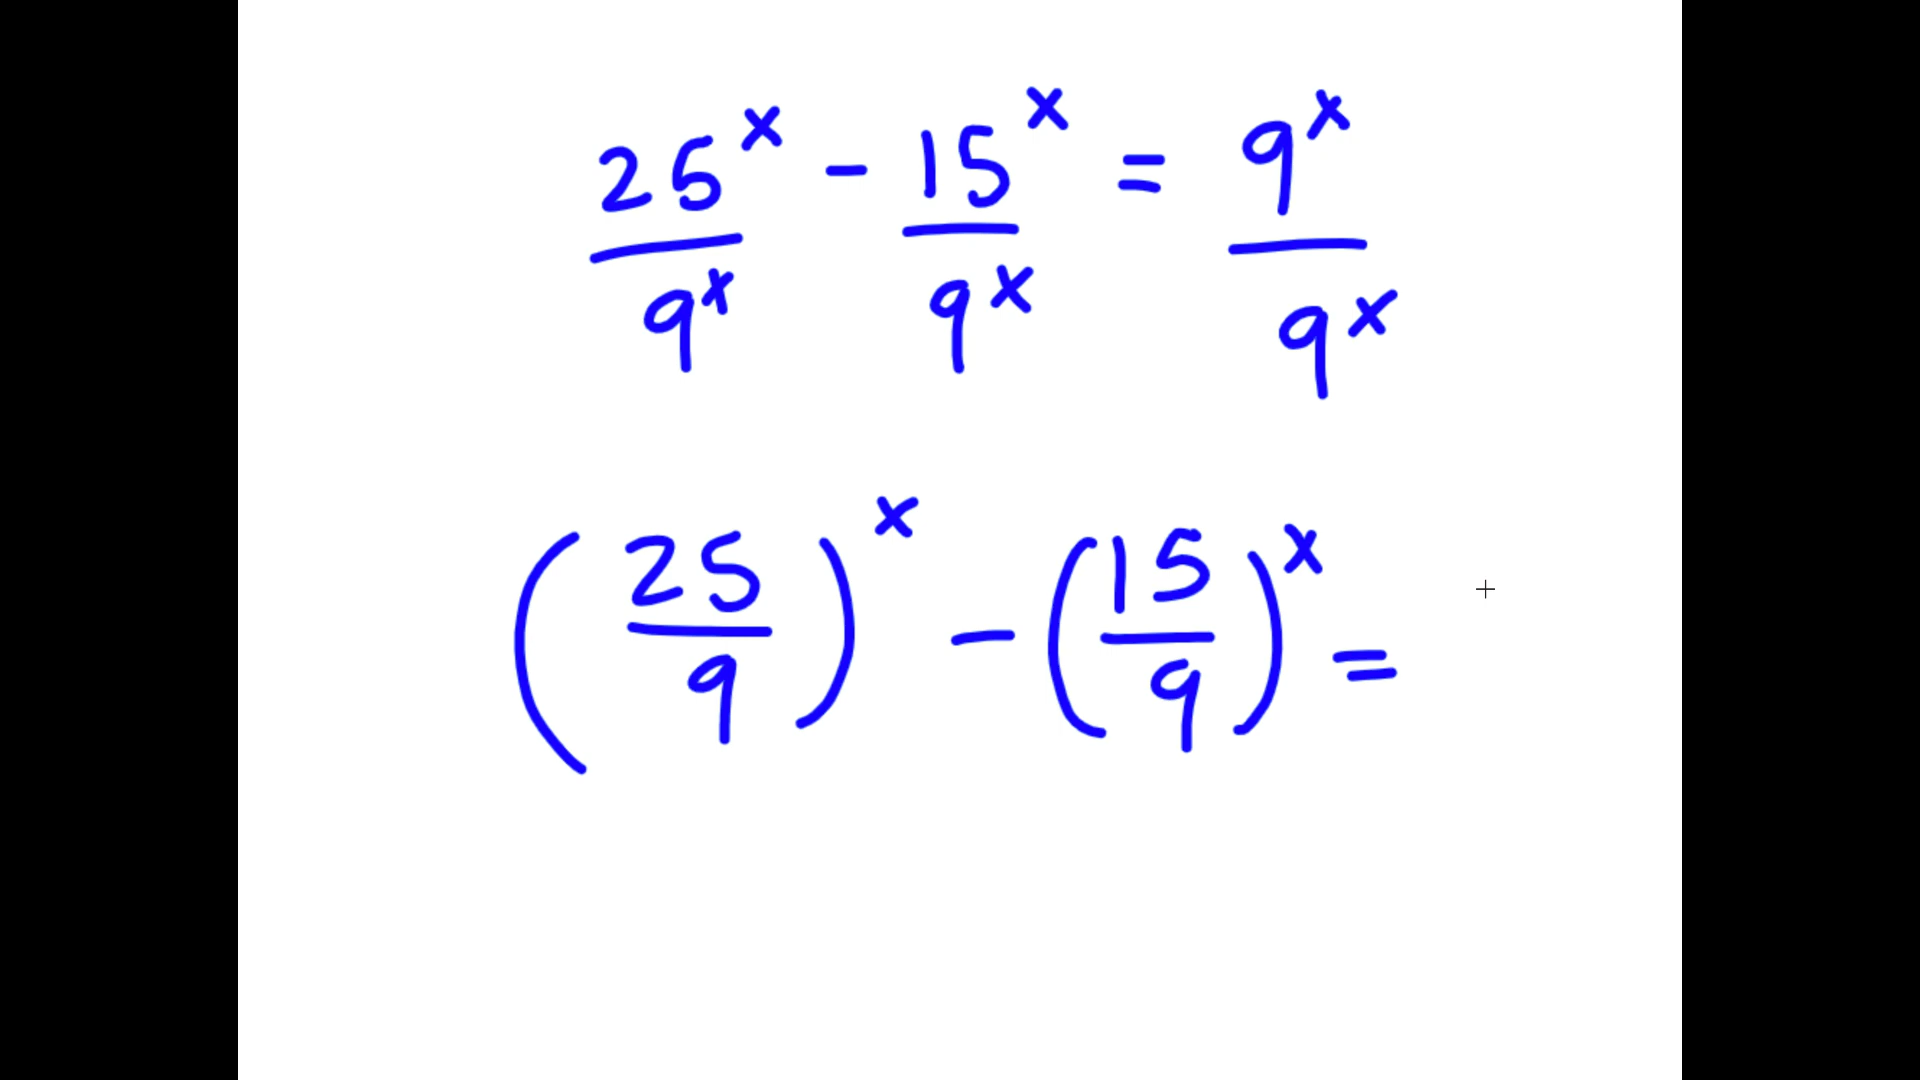 25^x/9^x - 15^x/9^x = 9^x/9^x
(25/9)^x - (15/9)^x =